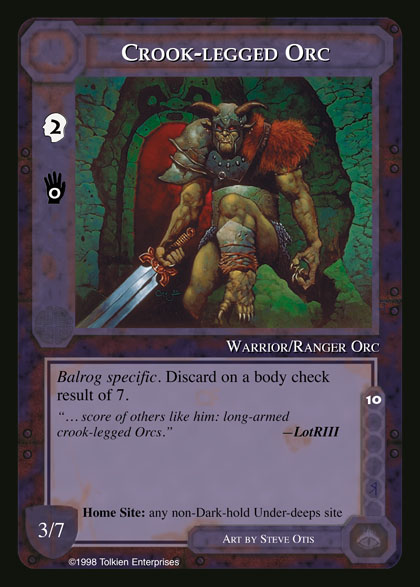 Crook-legged Orc
2
0
Warrior/Ranger Orc
Balrog specific. Discard on a body check
result of 7.
“… score of others like him: long-armed
crook-legged Orcs.” –LotRIII
10
Home Site: any non-Dark-hold Under-deeps site
3/7
Art by Steve Otis
©1998 Tolkien Enterprises